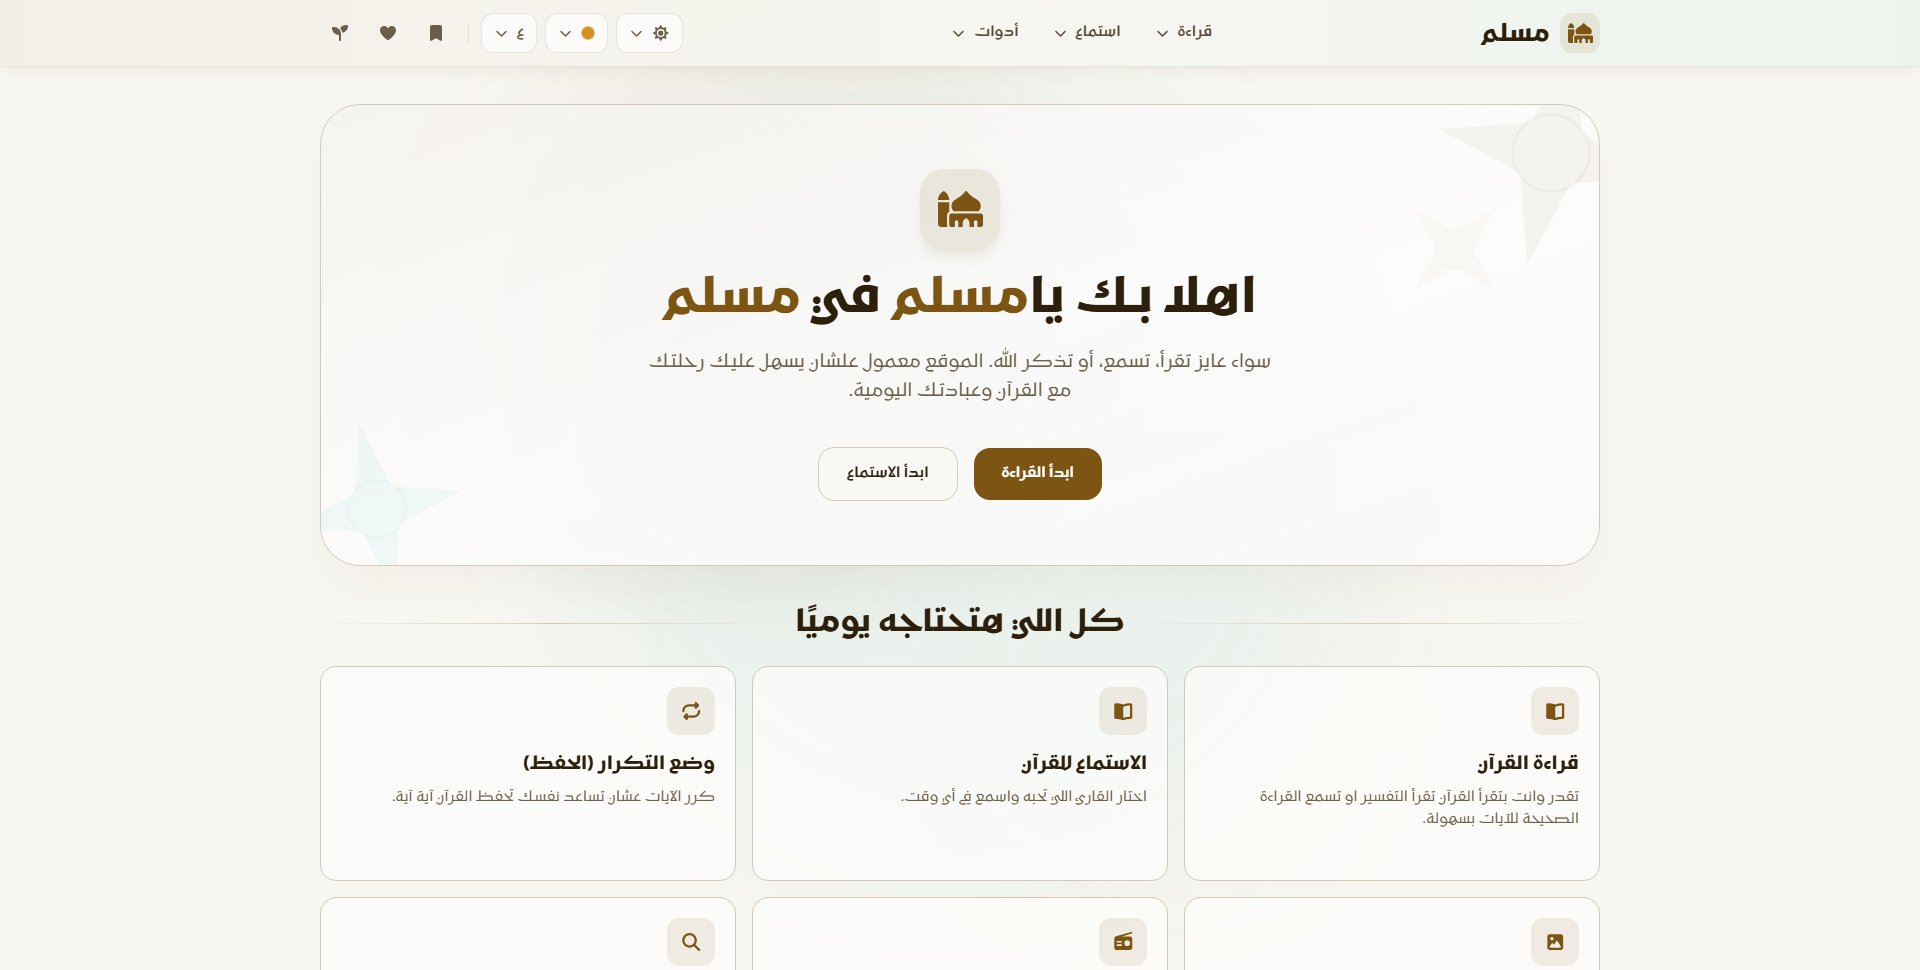 مسلم
قراءة
استماع
أدوات
ع
اهلا بك يامسلم في مسلم
سواء عايز تقرأ، تسمع، أو تذكر الله. الموقع معمول علشان يسهل عليك رحلتك
مع القرآن وعبادتك اليومية.
ابدأ القراءة
ابدأ الاستماع
كل اللي هتحتاجه يوميًا
قراءة القرآن
تقدر وانت بتقرأ القرآن تقرأ التفسير او تسمع القراءة
الصحيحة للآيات بسهولة.
الاستماع للقرآن
اختار القارئ اللي تحبه واسمع في أي وقت.
وضع التكرار (الحفظ)
كرر الآيات عشان تساعد نفسك تحفظ القرآن آية آية.